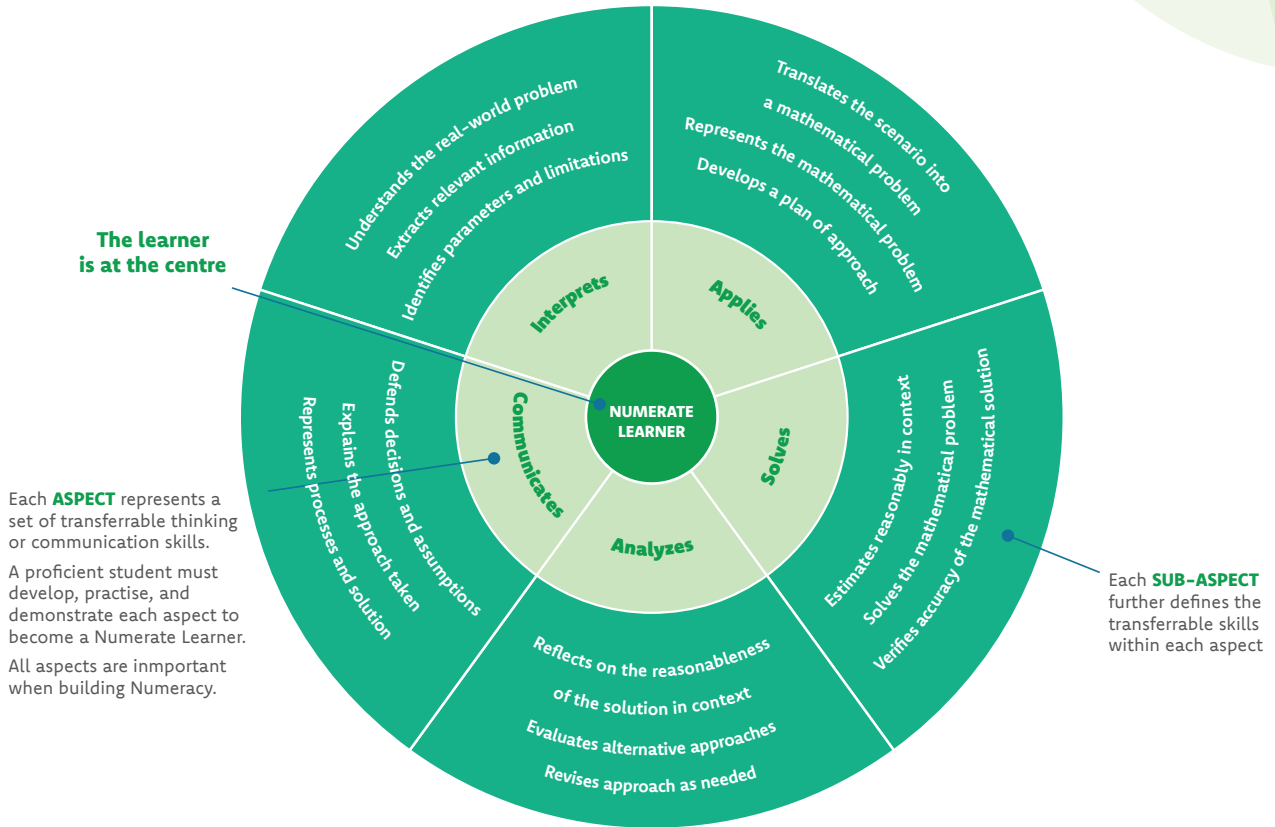 Understands the real-world problem
Extracts relevant information
Identifies parameters and limitations
Translates the scenario into
a mathematical problem
Represents the mathematical problem
Develops a plan of approach
The learner
is at the centre
Interprets
Applies
NUMERATE
LEARNER
Communicates
Solves
Analyzes
Defends decisions and assumptions
Explains the approach taken
Represents processes and solution
Estimates reasonably in context
Solves the mathematical problem
Verifies accuracy of the mathematical solution
Reflects on the reasonableness
of the solution in context
Evaluates alternative approaches
Revises approach as needed
Each ASPECT represents a
set of transferrable thinking
or communication skills.
A proficient student must
develop, practise, and
demonstrate each aspect to
become a Numerate Learner.
All aspects are inmportant
when building Numeracy.
Each SUB-ASPECT
further defines the
transferrable skills
within each aspect